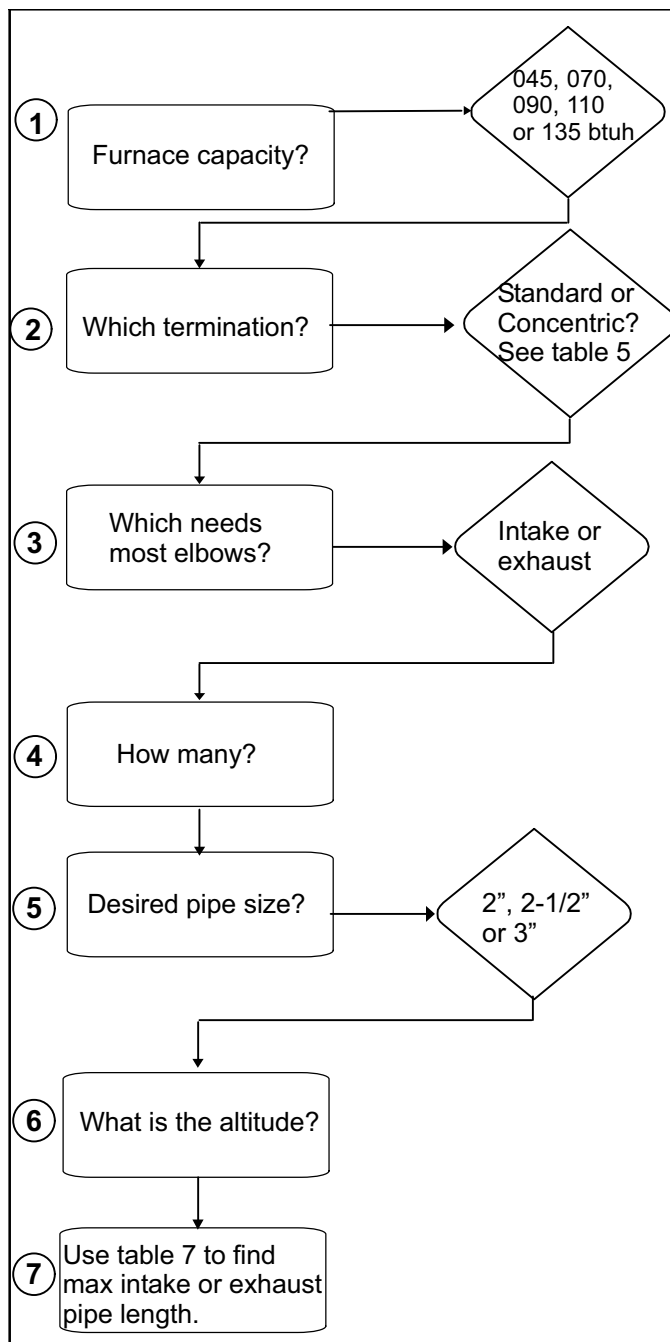 1
Furnace capacity?
045, 070,
090, 110
or 135 btuh
2
Which termination?
Standard or
Concentric?
See table 5
3
Which needs
most elbows?
Intake or
exhaust
4
How many?
5
Desired pipe size?
2”, 2-1/2”
or 3”
6
What is the altitude?
7
Use table 7 to find
max intake or exhaust
pipe length.